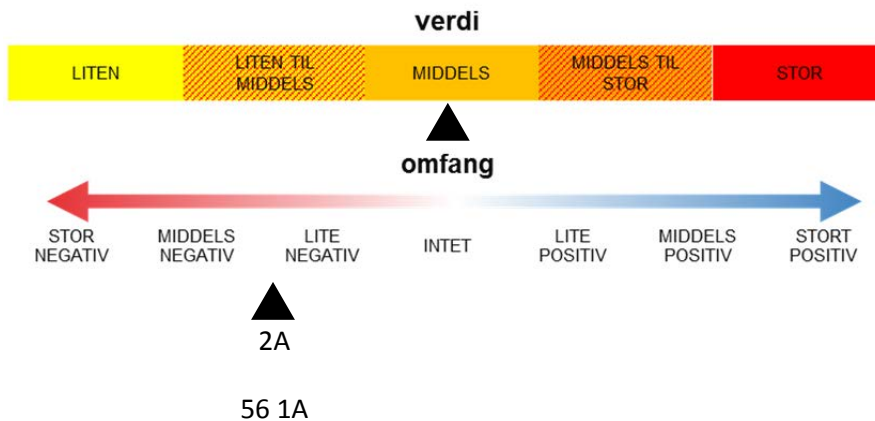 verdi
LITEN LITEN TIL MIDDELS MIDDELS TIL STOR
MIDDELS STOR
omfang
STOR MIDDELS LITE INTET LITE MIDDELS STORT
NEGATIV NEGATIV NEGATIV POSITIV POSITIV POSITIV
2A
56 1A